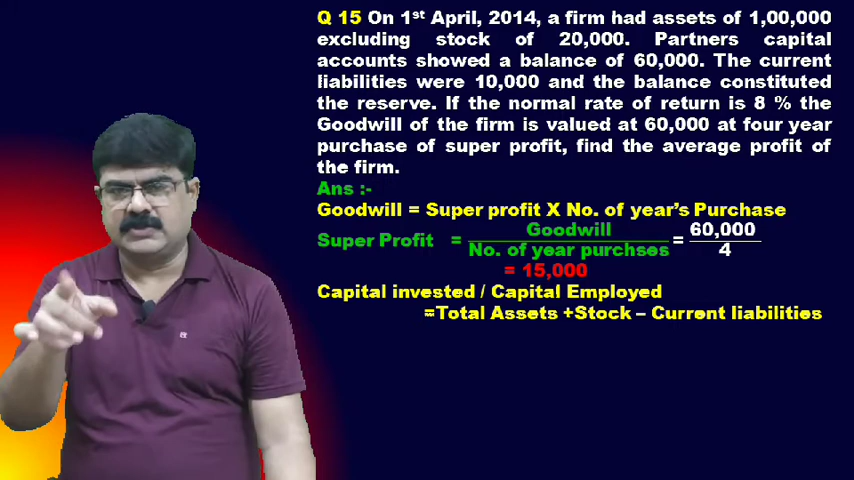 Q 15 On 1st April, 2014, a firm had assets of 1,00,000
excluding stock of 20,000. Partners capital
accounts showed a balance of 60,000. The current
liabilities were 10,000 and the balance constituted
the reserve. If the normal rate of return is 8 % the
Goodwill of the firm is valued at 60,000 at four year
purchase of super profit, find the average profit of
the firm.
Ans :-
Goodwill = Super profit X No. of year's Purchase
Super Profit = Goodwill / No. of year purchses = 60,000 / 4
= 15,000
Capital invested / Capital Employed
=Total Assets +Stock – Current liabilities